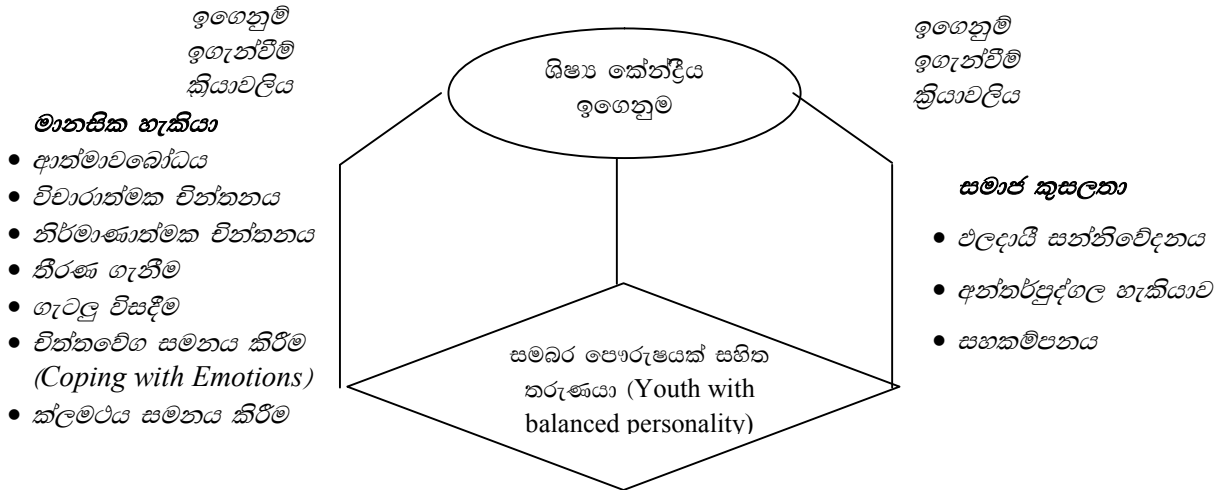 ඉගෙනුම්
ඉගැන්වීම්
ක්‍රියාවලිය
මානසික හැකියා
• ආත්මාවබෝධය
• විචාරාත්මක චින්තනය
• නිර්මාණාත්මක චින්තනය
• තීරණ ගැනීම
• ගැටලු විසඳීම
• චිත්තවේග සමනය කිරීම
(Coping with Emotions)
• ක්ලමථය සමනය කිරීම
ශිෂ්‍ය කේන්ද්‍රීය
ඉගෙනුම
සමබර පෞරුෂයක් සහිත
තරුණයා (Youth with
balanced personality)
ඉගෙනුම්
ඉගැන්වීම්
ක්‍රියාවලිය
සමාජ කුසලතා
• ඵලදායී සන්නිවේදනය
• අන්තර්පුද්ගල හැකියාව
• සහකම්පනය